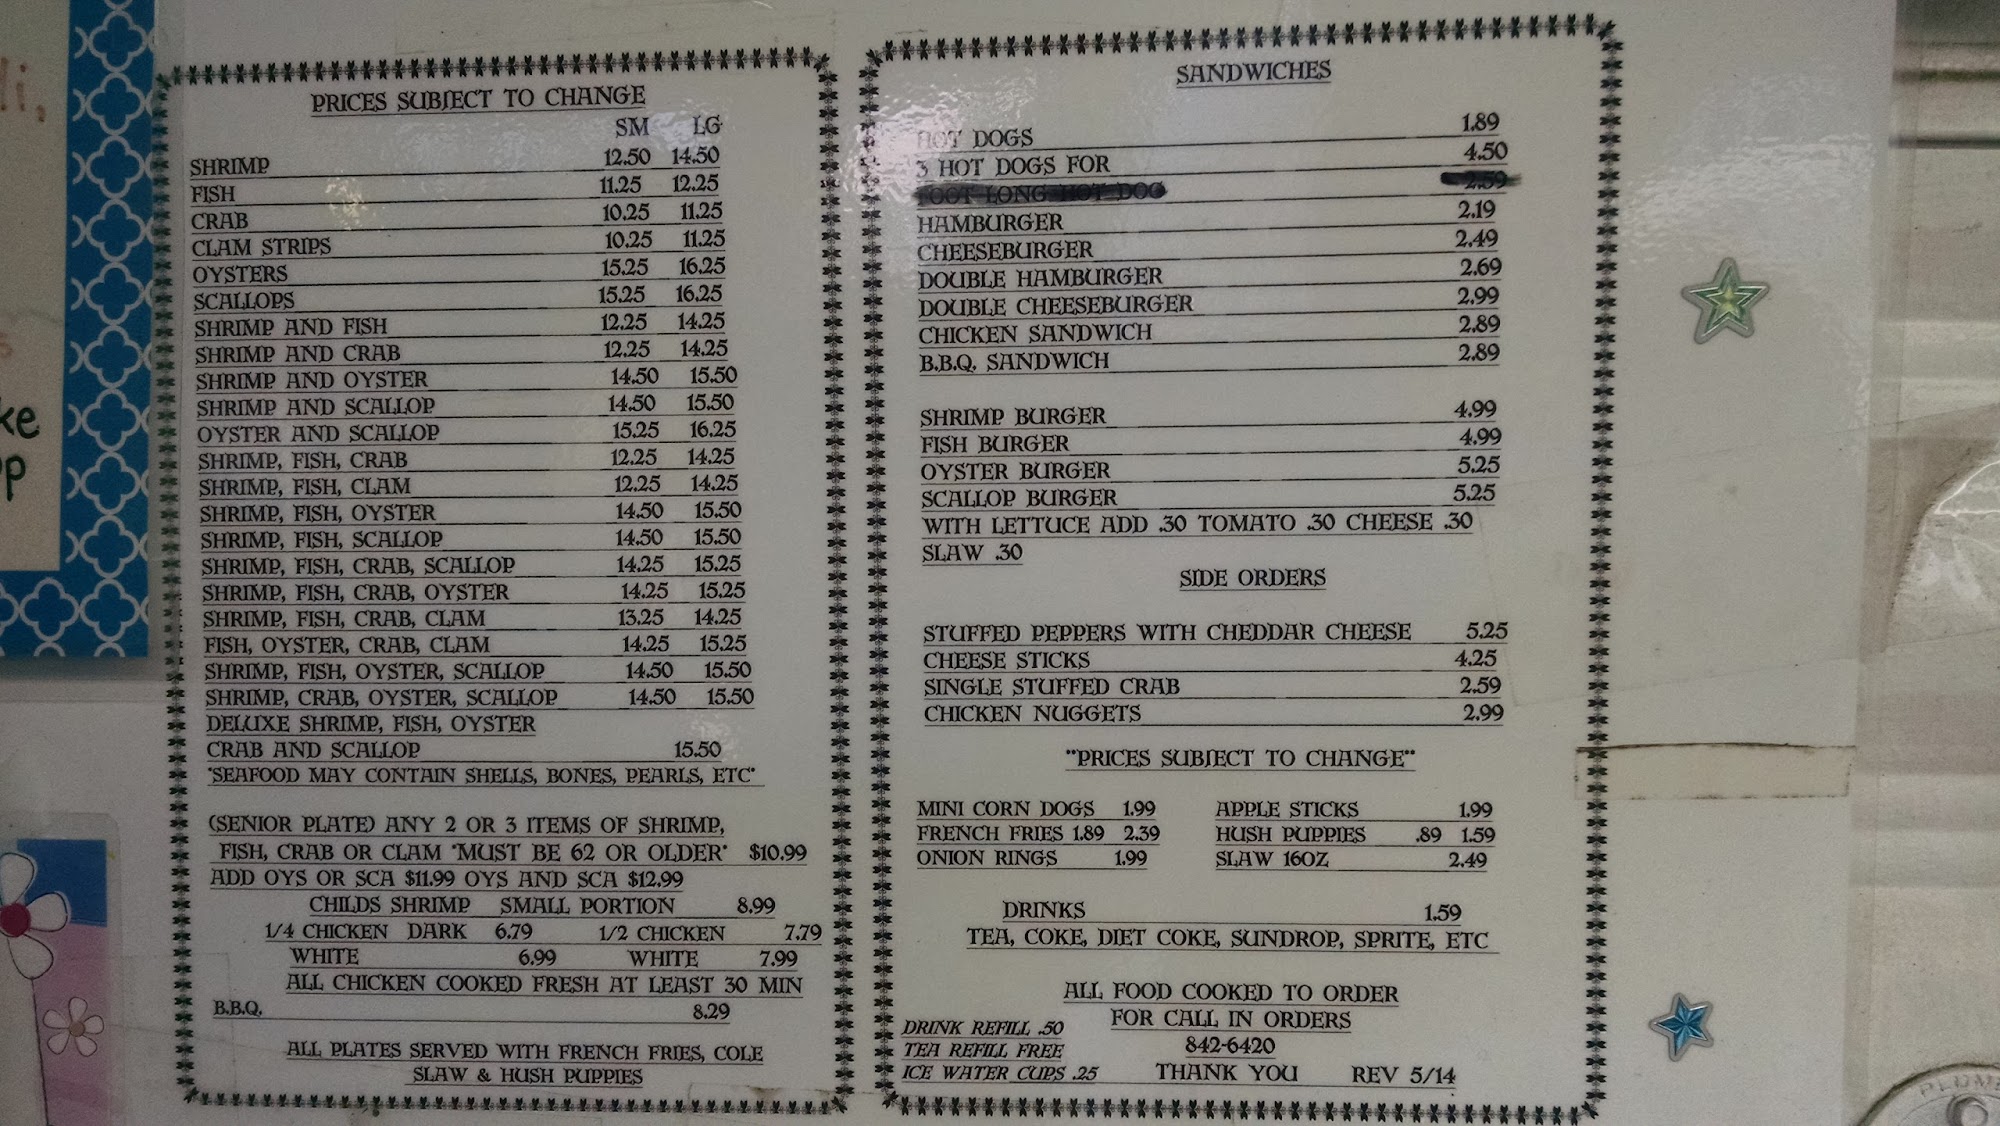 PRICES SUBJECT TO CHANGE
SM LG
SHRIMP 12.50 14.50
FISH 11.25 12.25
CRAB 10.25 11.25
CLAM STRIPS 10.25 11.25
OYSTERS 15.25 16.25
SCALLOPS 15.25 16.25
SHRIMP AND FISH 12.25 14.25
SHRIMP AND CRAB 12.25 14.25
SHRIMP AND OYSTER 14.50 15.50
SHRIMP AND SCALLOP 14.50 15.50
OYSTER AND SCALLOP 15.25 16.25
SHRIMP, FISH, CRAB 12.25 14.25
SHRIMP, FISH, CLAM 12.25 14.25
SHRIMP, FISH, OYSTER 14.50 15.50
SHRIMP, FISH, SCALLOP 14.50 15.50
SHRIMP, FISH, CRAB, SCALLOP 14.25 15.25
SHRIMP, FISH, CRAB, OYSTER 14.25 15.25
SHRIMP, FISH, CRAB, CLAM 13.25 14.25
FISH, OYSTER, CRAB, CLAM 14.25 15.25
SHRIMP, FISH, OYSTER, SCALLOP 14.50 15.50
SHRIMP, CRAB, OYSTER, SCALLOP 14.50 15.50
DELUXE SHRIMP, FISH, OYSTER
CRAB AND SCALLOP 15.50
"SEAFOOD MAY CONTAIN SHELLS, BONES, PEARLS, ETC"
(SENIOR PLATE) ANY 2 OR 3 ITEMS OF SHRIMP,
FISH, CRAB OR CLAM "MUST BE 62 OR OLDER" $10.99
ADD OYS OR SCA $11.99 OYS AND SCA $12.99
CHILDS SHRIMP SMALL PORTION 8.99
1/4 CHICKEN DARK 6.79 1/2 CHICKEN 7.79
WHITE 6.99 WHITE 7.99
ALL CHICKEN COOKED FRESH AT LEAST 30 MIN
B.B.Q. 8.29
ALL PLATES SERVED WITH FRENCH FRIES, COLE
SLAW & HUSH PUPPIES
SANDWICHES
HOT DOGS 1.89
3 HOT DOGS FOR 4.50
FOOT LONG HOT DOG 2.59
HAMBURGER 2.19
CHEESEBURGER 2.49
DOUBLE HAMBURGER 2.69
DOUBLE CHEESEBURGER 2.99
CHICKEN SANDWICH 2.89
B.B.Q. SANDWICH 2.89
SHRIMP BURGER 4.99
FISH BURGER 4.99
OYSTER BURGER 5.25
SCALLOP BURGER 5.25
WITH LETTUCE ADD .30 TOMATO .30 CHEESE .30
SLAW .30
SIDE ORDERS
STUFFED PEPPERS WITH CHEDDAR CHEESE 5.25
CHEESE STICKS 4.25
SINGLE STUFFED CRAB 2.59
CHICKEN NUGGETS 2.99
"PRICES SUBJECT TO CHANGE"
MINI CORN DOGS 1.99 APPLE STICKS 1.99
FRENCH FRIES 1.89 2.39 HUSH PUPPIES .89 1.59
ONION RINGS 1.99 SLAW 16OZ 2.49
DRINKS 1.59
TEA, COKE, DIET COKE, SUNDROP, SPRITE, ETC
ALL FOOD COOKED TO ORDER
FOR CALL IN ORDERS
842-6420
DRINK REFILL .50
TEA REFILL FREE
ICE WATER CUPS .25 THANK YOU REV 5/14